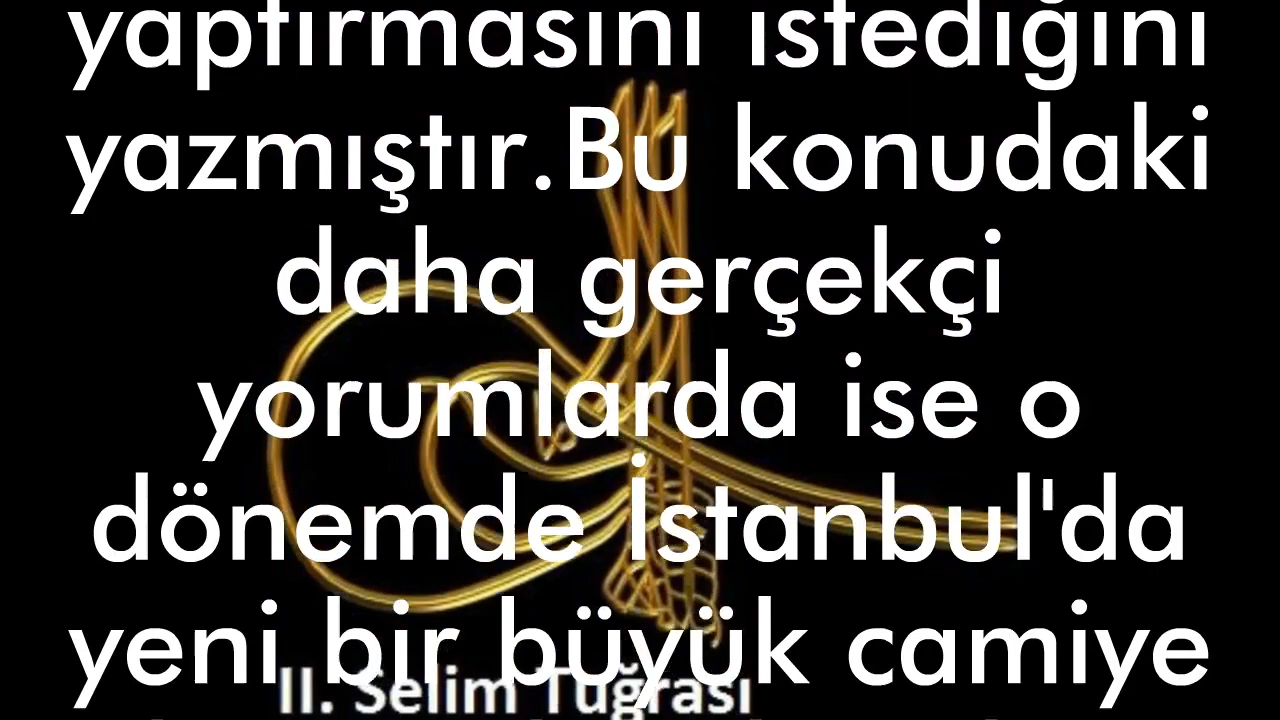 yaptırmasını istediğini
yazmıştır.Bu konudaki
daha gerçekçi
yorumlarda ise o
dönemde İstanbul'da
yeni bir büyük camiye
II. Selim Tuğrası